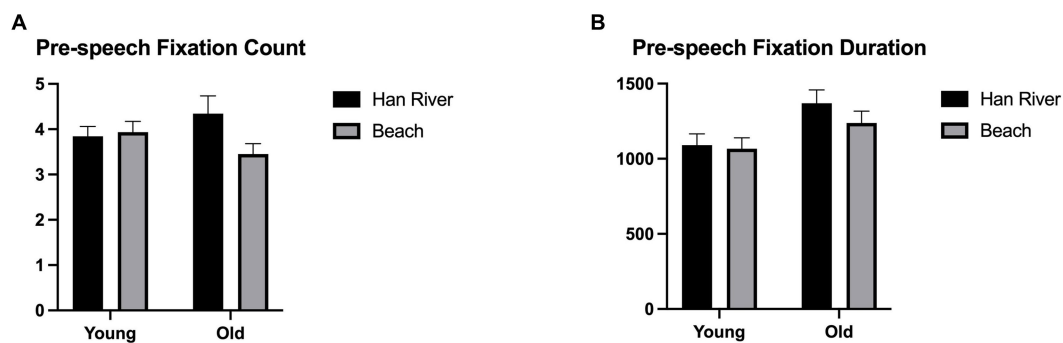 A
Pre-speech Fixation Count
5
4
3
2
1
0
Young
Old
Han River
Beach
B
Pre-speech Fixation Duration
1500
1000
500
0
Young
Old
Han River
Beach